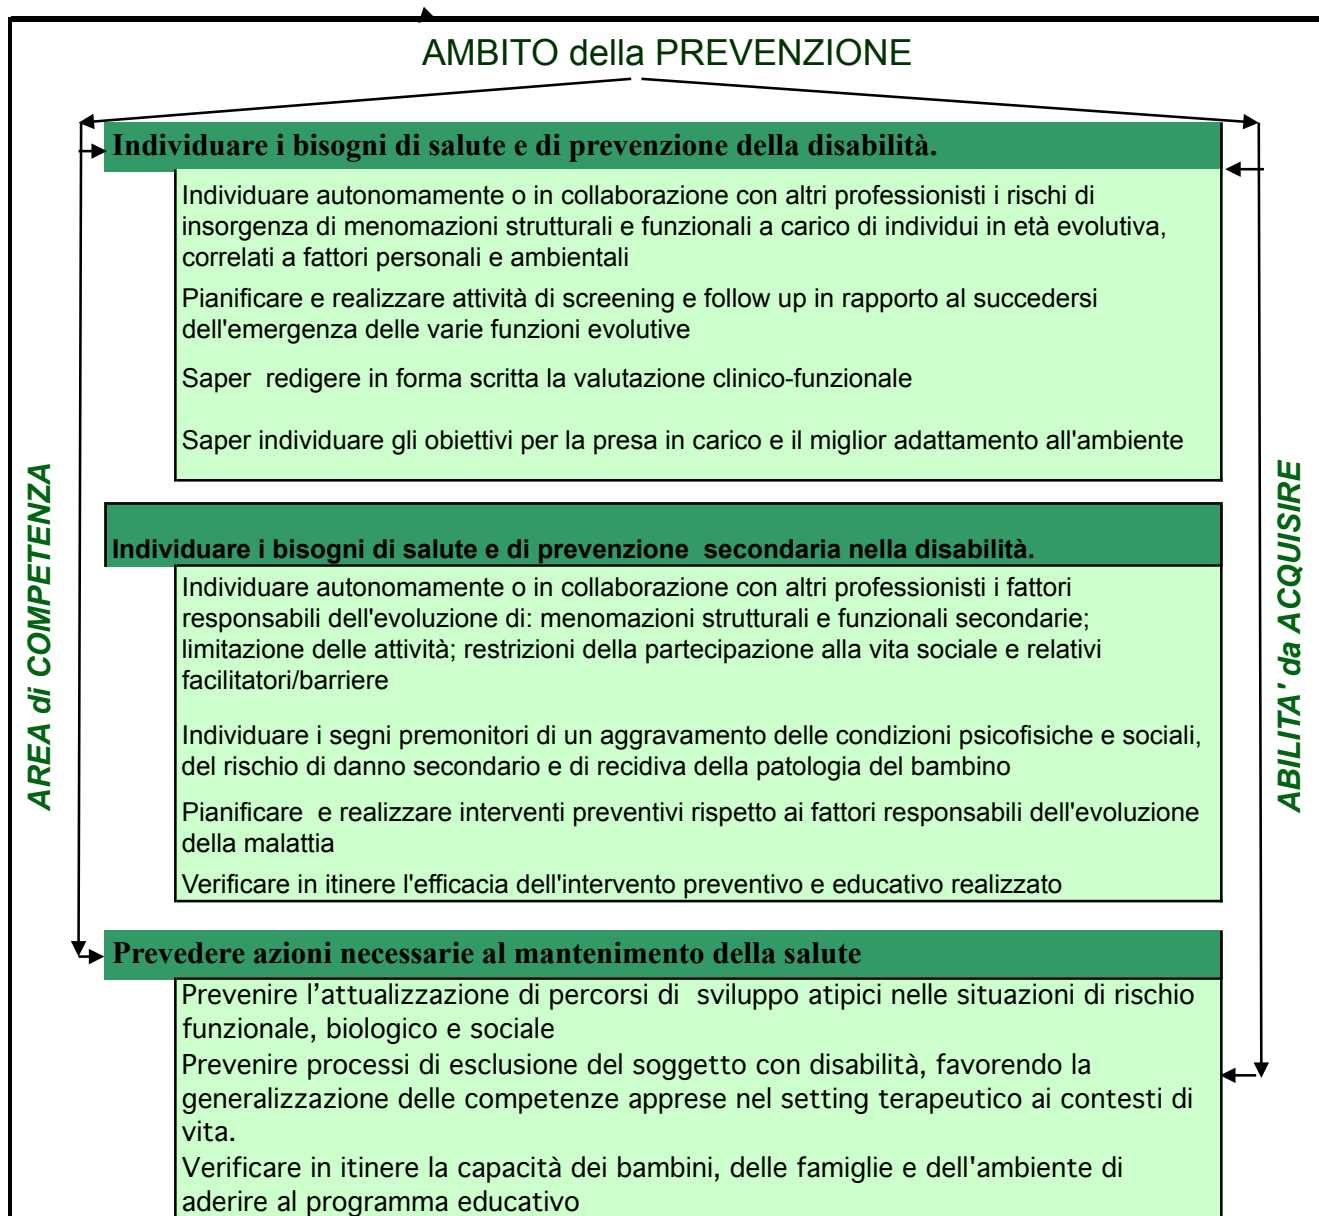 AMBITO della PREVENZIONE
Individuare i bisogni di salute e di prevenzione della disabilità.
Individuare autonomamente o in collaborazione con altri professionisti i rischi di
insorgenza di menomazioni strutturali e funzionali a carico di individui in età evolutiva,
correlati a fattori personali e ambientali
Pianificare e realizzare attività di screening e follow up in rapporto al succedersi
dell'emergenza delle varie funzioni evolutive
Saper redigere in forma scritta la valutazione clinico-funzionale
Saper individuare gli obiettivi per la presa in carico e il miglior adattamento all'ambiente
AREA di COMPETENZA
ABILITA' da ACQUISIRE
Individuare i bisogni di salute e di prevenzione secondaria nella disabilità.
Individuare autonomamente o in collaborazione con altri professionisti i fattori
responsabili dell'evoluzione di: menomazioni strutturali e funzionali secondarie;
limitazione delle attività; restrizioni della partecipazione alla vita sociale e relativi
facilitatori/barriere
Individuare i segni premonitori di un aggravamento delle condizioni psicofisiche e sociali,
del rischio di danno secondario e di recidiva della patologia del bambino
Pianificare e realizzare interventi preventivi rispetto ai fattori responsabili dell'evoluzione
della malattia
Verificare in itinere l'efficacia dell'intervento preventivo e educativo realizzato
Prevedere azioni necessarie al mantenimento della salute
Prevenire l’attualizzazione di percorsi di sviluppo atipici nelle situazioni di rischio
funzionale, biologico e sociale
Prevenire processi di esclusione del soggetto con disabilità, favorendo la
generalizzazione delle competenze apprese nel setting terapeutico ai contesti di
vita.
Verificare in itinere la capacità dei bambini, delle famiglie e dell'ambiente di
aderire al programma educativo